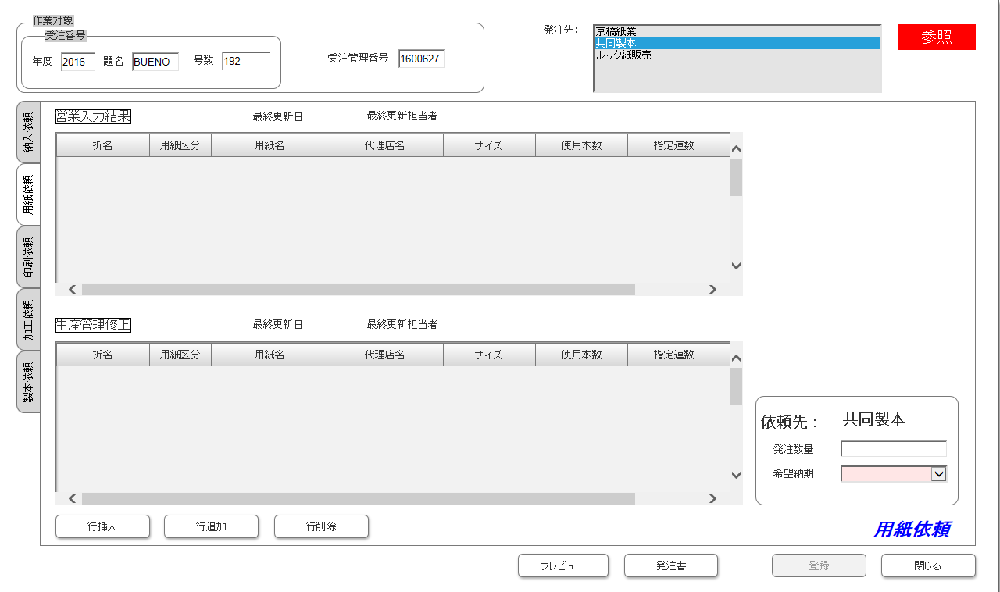 作業対象
受注番号
年度 2016 題名 BUENO 号数 192
受注管理番号 1600627
発注先：
京橋紙業
共同製本
ルック紙販売
参照
納入依頼
用紙依頼
印刷依頼
加工依頼
製本依頼
営業入力結果 最終更新日 最終更新担当者
折名 用紙区分 用紙名 代理店名 サイズ 使用本数 指定連数
生産管理修正 最終更新日 最終更新担当者
折名 用紙区分 用紙名 代理店名 サイズ 使用本数 指定連数
依頼先： 共同製本
発注数量
希望納期
行挿入 行追加 行削除
用紙依頼
プレビュー 発注書 登録 閉じる